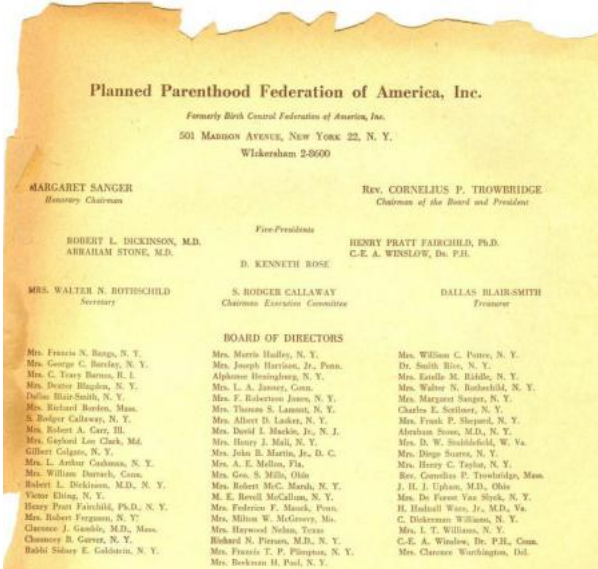 Planned Parenthood Federation of America, Inc.
Formerly Birth Control Federation of America, Inc.
501 MADISON AVENUE, NEW YORK 22, N. Y.
WIckersham 2-8600
MARGARET SANGER
Honorary Chairman
REV. CORNELIUS P. TROWBRIDGE
Chairman of the Board and President
Vice-Presidents
ROBERT L. DICKINSON, M.D.
ABRAHAM STONE, M.D.
HENRY PRATT FAIRCHILD, Ph.D.
C.-E. A. WINSLOW, Dr. P.H.
D. KENNETH ROSE
MRS. WALTER N. ROTHSCHILD
Secretary
S. RODGER CALLAWAY
Chairman Executive Committee
DALLAS BLAIR-SMITH
Treasurer
BOARD OF DIRECTORS
Mrs. Francis N. Bangs, N. Y.
Mrs. George C. Barclay, N. Y.
Mrs. C. Tracy Barnes, R. I.
Mrs. Dexter Blagden, N. Y.
Dallas Blair-Smith, N. Y.
Mrs. Richard Borden, Mass.
S. Rodger Callaway, N. Y.
Mrs. Robert A. Carr, Ill.
Mrs. Gaylord Lee Clark, Md.
Gilbert Colgate, N. Y.
Mrs. L. Arthur Cushman, N. Y.
Mrs. William Darrach, Conn.
Robert L. Dickinson, M.D., N. Y.
Victor Elting, N. Y.
Henry Pratt Fairchild, Ph.D., N. Y.
Mrs. Robert Ferguson, N. Y.
Clarence J. Gamble, M.D., Mass.
Chauncey B. Garver, N. Y.
Rabbi Sidney E. Goldstein, N. Y.
Mrs. Morris Hadley, N. Y.
Mrs. Joseph Harrison, Jr., Penn.
Alphonse Heningburg, N. Y.
Mrs. L. A. Janney, Conn.
Mrs. F. Robertson Jones, N. Y.
Mrs. Thomas S. Lamont, N. Y.
Mrs. Albert D. Lasker, N. Y.
Mrs. David I. Mackie, Jr., N. J.
Mrs. Henry J. Mali, N. Y.
Mrs. John B. Martin, Jr., D. C.
Mrs. A. E. Mellon, Fla.
Mrs. Geo. S. Mills, Ohio
Mrs. Robert McC. Marsh, N. Y.
M. E. Revell McCallum, N. Y.
Mrs. Federico F. Mauck, Penn.
Mrs. Milton W. McGreevy, Mo.
Mrs. Haywood Nelms, Texas
Richard N. Pierson, M.D., N. Y.
Mrs. Francis T. P. Plimpton, N. Y.
Mrs. Beekman H. Pool, N. Y.
Mrs. William C. Potter, N. Y.
Dr. Smith Rice, N. Y.
Mrs. Estelle M. Riddle, N. Y.
Mrs. Walter N. Rothschild, N. Y.
Mrs. Margaret Sanger, N. Y.
Charles E. Scribner, N. Y.
Mrs. Frank P. Shepard, N. Y.
Abraham Stone, M.D., N. Y.
Mrs. D. W. Stubblefield, W. Va.
Mrs. Diego Suarez, N. Y.
Mrs. Henry C. Taylor, N. Y.
Rev. Cornelius P. Trowbridge, Mass.
J. H. J. Upham, M.D., Ohio
Mrs. De Forest Van Slyck, N. Y.
H. Hudnall Ware, Jr., M.D., Va.
C. Dickerman Williams, N. Y.
Mrs. I. T. Williams, N. Y.
C.-E. A. Winslow, Dr. P.H., Conn.
Mrs. Clarence Worthington, Del.